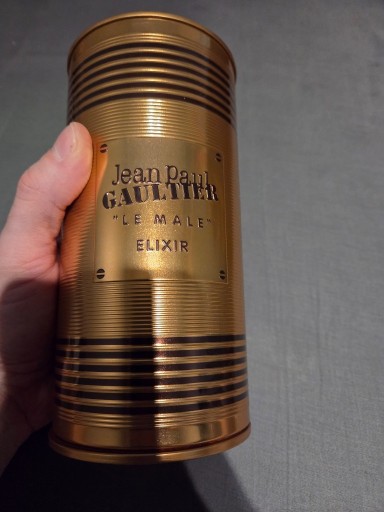 Jean Paul
GAULTIER
"LE MALE"
ELIXIR